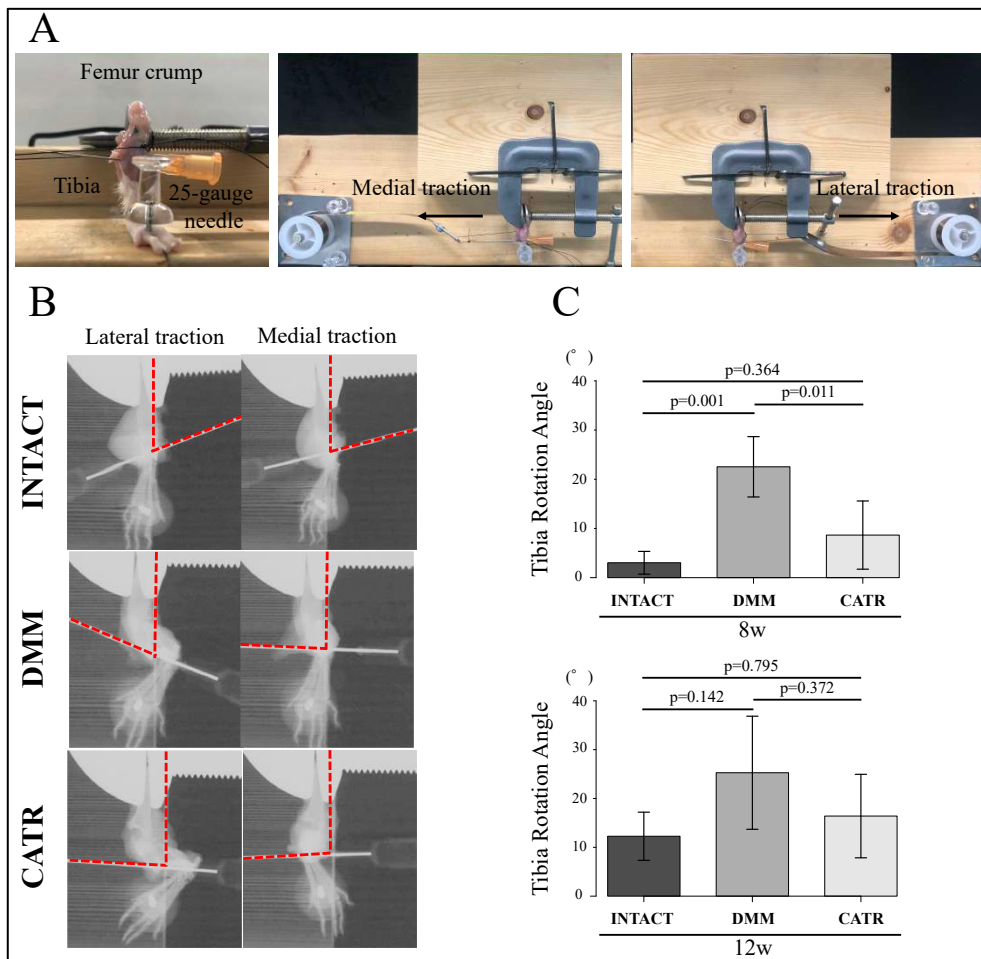 A
Femur crump
Tibia
25-gauge
needle
Medial traction
Lateral traction
B
Lateral traction
Medial traction
INTACT
DMM
CATR
C
(°)
p=0.364
p=0.001
p=0.011
40
30
20
10
0
Tibia Rotation Angle
INTACT
DMM
CATR
8w
(°)
p=0.795
p=0.142
p=0.372
40
30
20
10
0
Tibia Rotation Angle
INTACT
DMM
CATR
12w